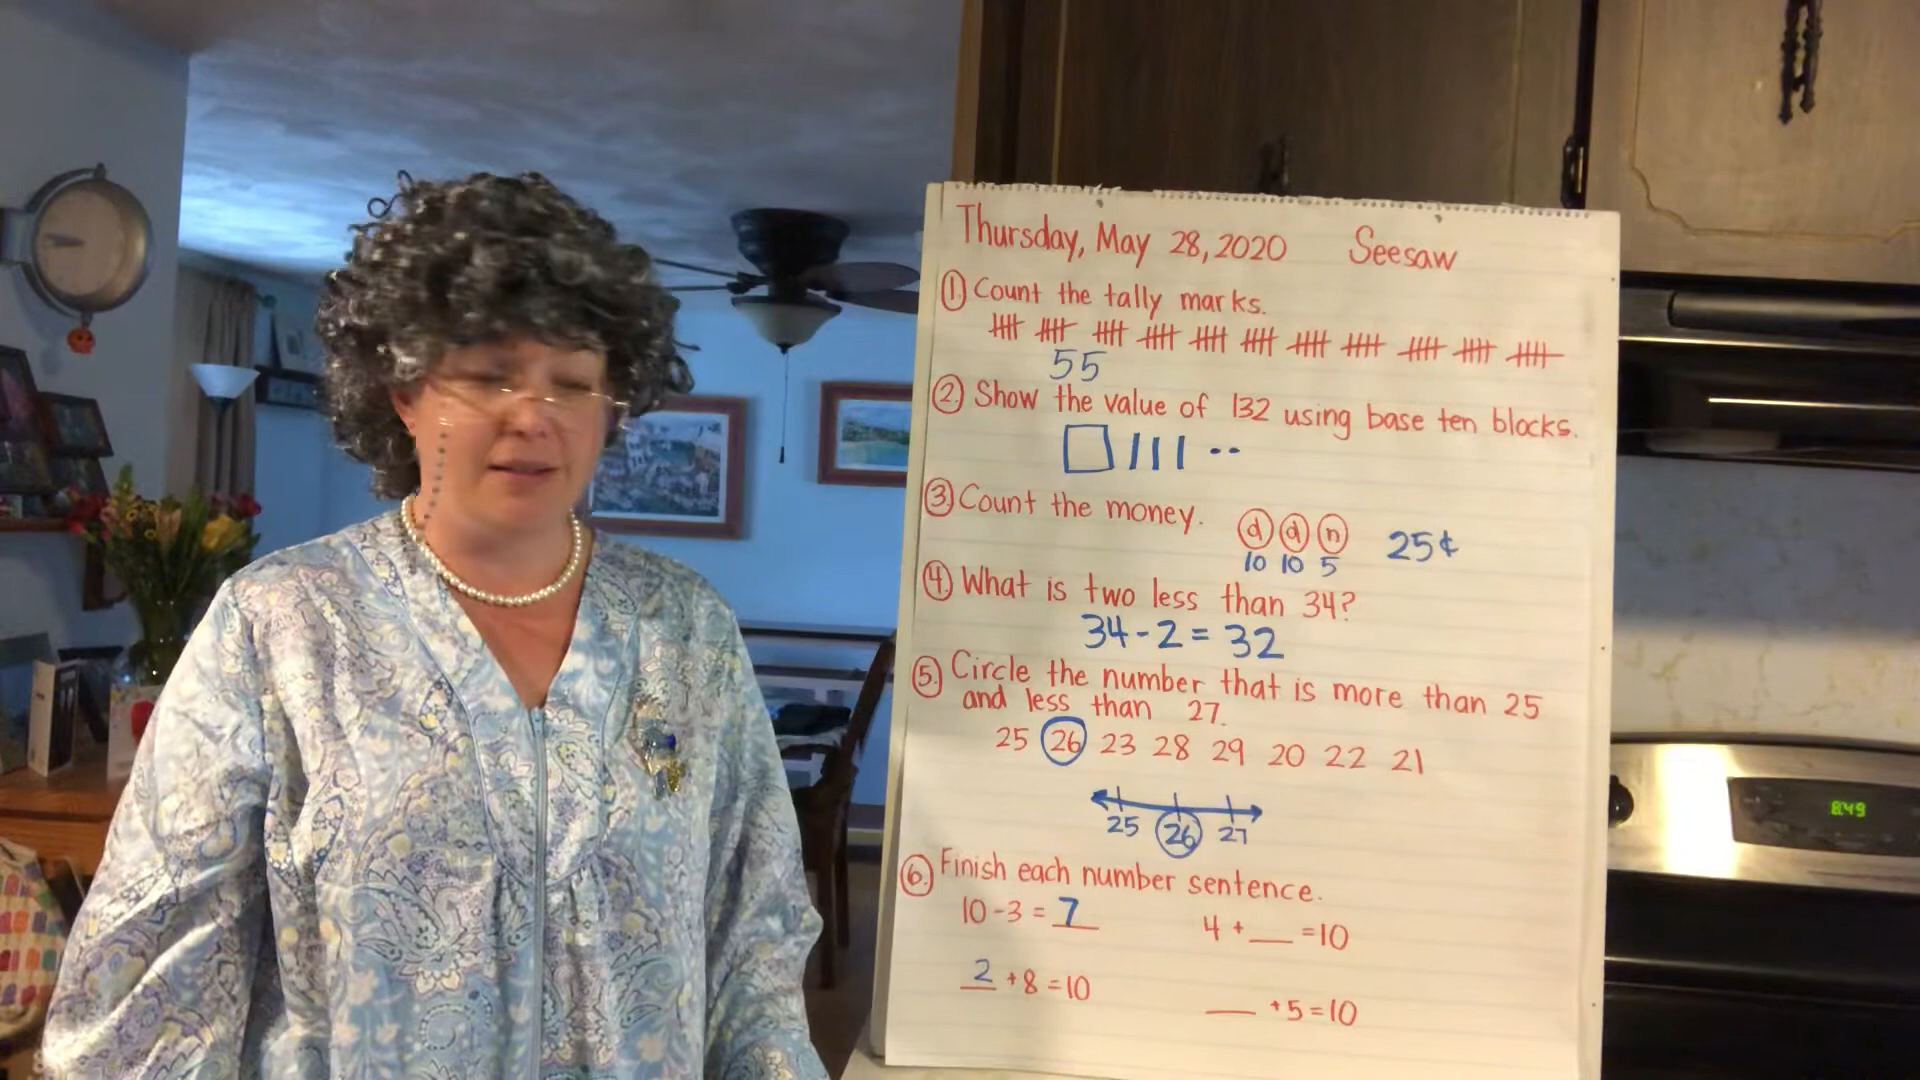 Thursday, May 28, 2020 Seesaw
1. Count the tally marks.
55
2. Show the value of 132 using base ten blocks.
3. Count the money. d d n 25¢
10 10 5
4. What is two less than 34?
34-2=32
5. Circle the number that is more than 25
and less than 27.
25 26 23 28 29 20 22 21
25 26 27
6. Finish each number sentence.
10-3=7 4+__=10
2+8=10 __+5=10
8:49